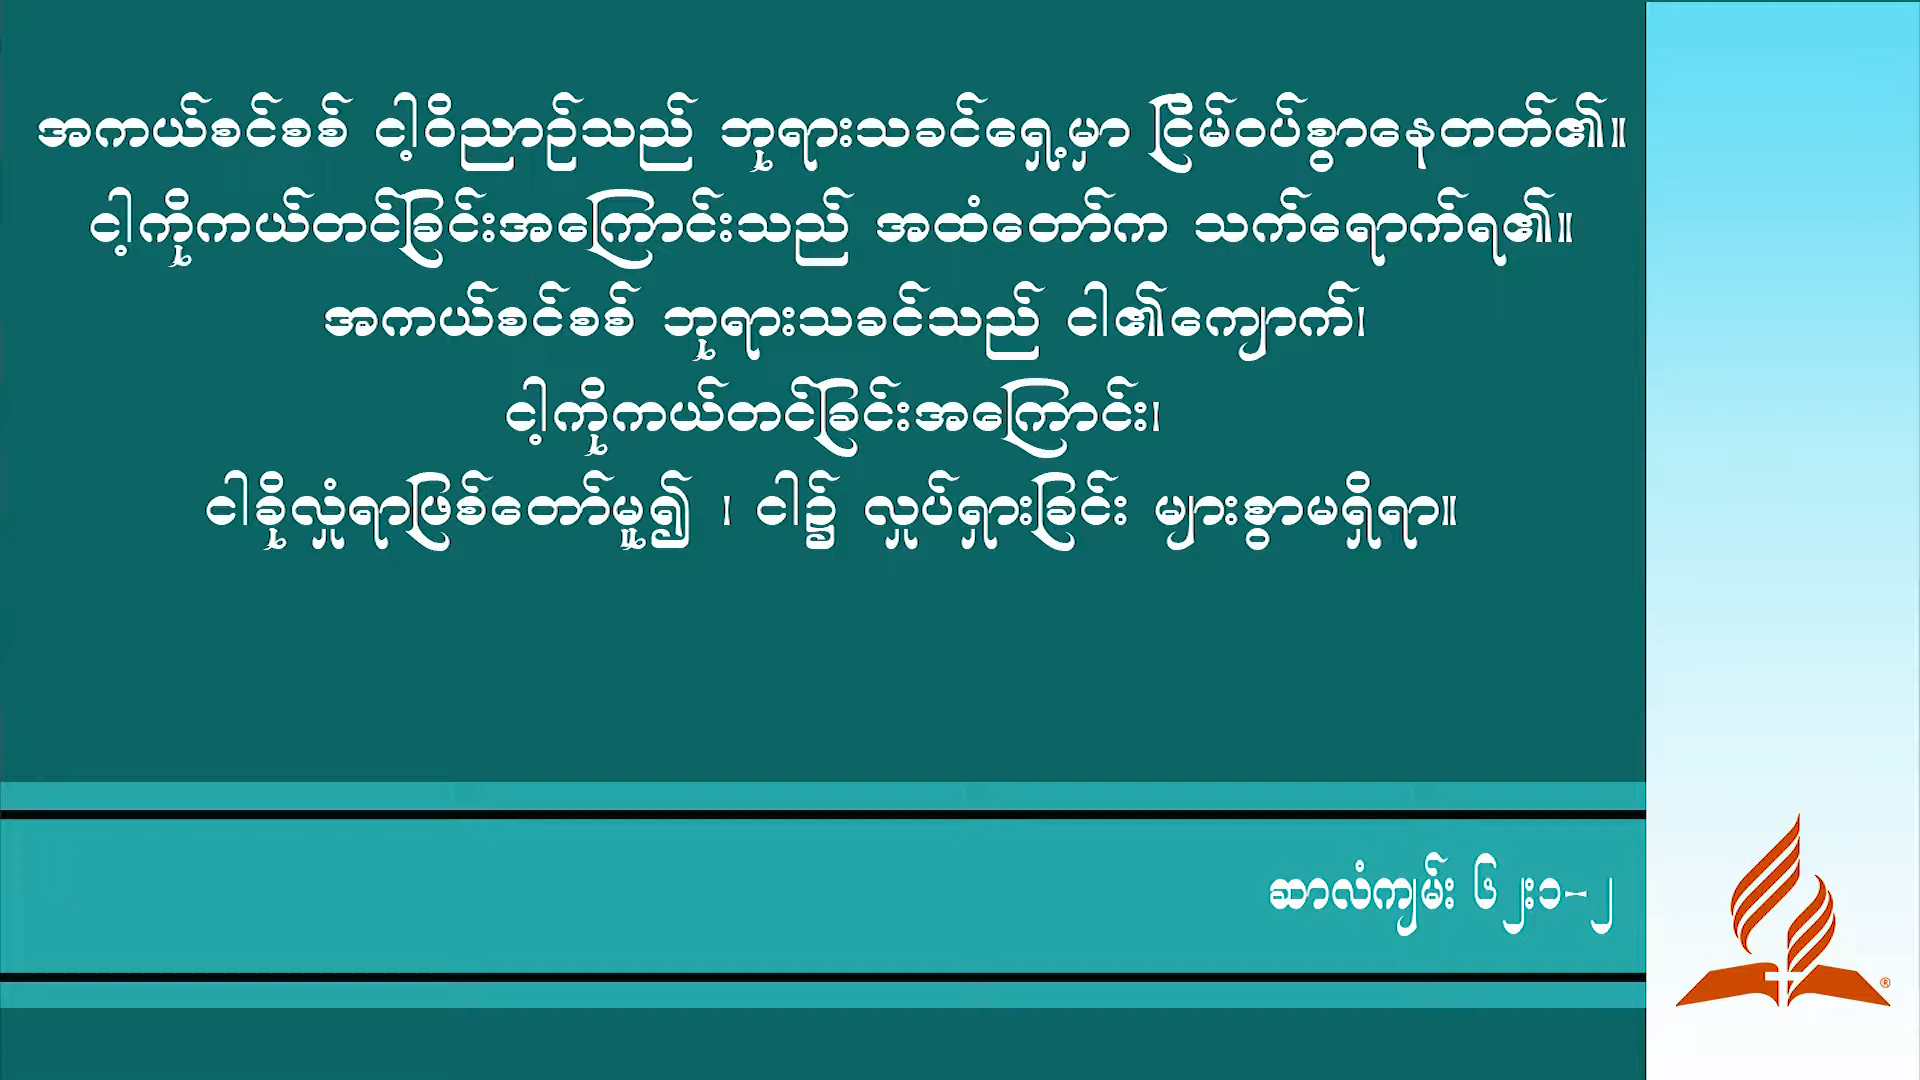 အကယ်စင်စစ် ငါ့ဝိညာဉ်သည် ဘုရားသခင်ရှေ့မှာ ငြိမ်ဝပ်စွာနေတတ်၏။
ငါ့ကိုကယ်တင်ခြင်းအကြောင်းသည် အထံတော်က သက်ရောက်ရ၏။
အကယ်စင်စစ် ဘုရားသခင်သည် ငါ၏ကျောက်၊
ငါ့ကိုကယ်တင်ခြင်းအကြောင်း၊
ငါခိုလှုံရာဖြစ်တော်မူ၍ ၊ ငါ၌ လှုပ်ရှားခြင်း များစွာမရှိရာ။
ဆာလံကျမ်း ၆၂း၁-၂
®